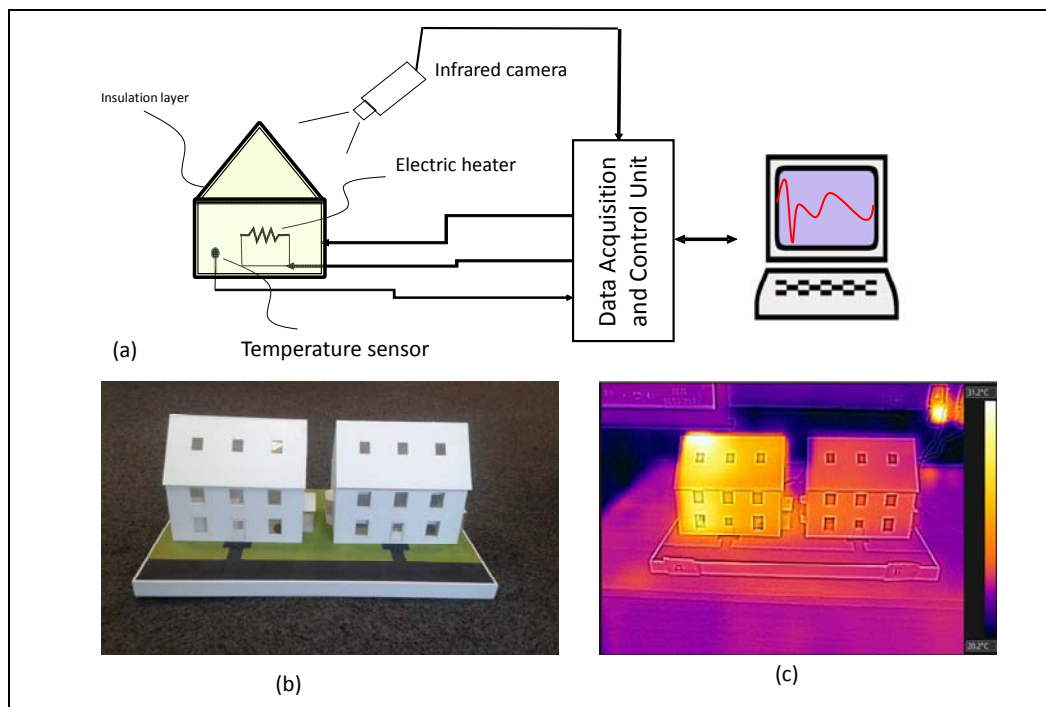 Infrared camera
Insulation layer
Electric heater
Data Acquisition
and Control Unit
Temperature sensor
(a)
31.2°C
20.2°C
(b)
(c)